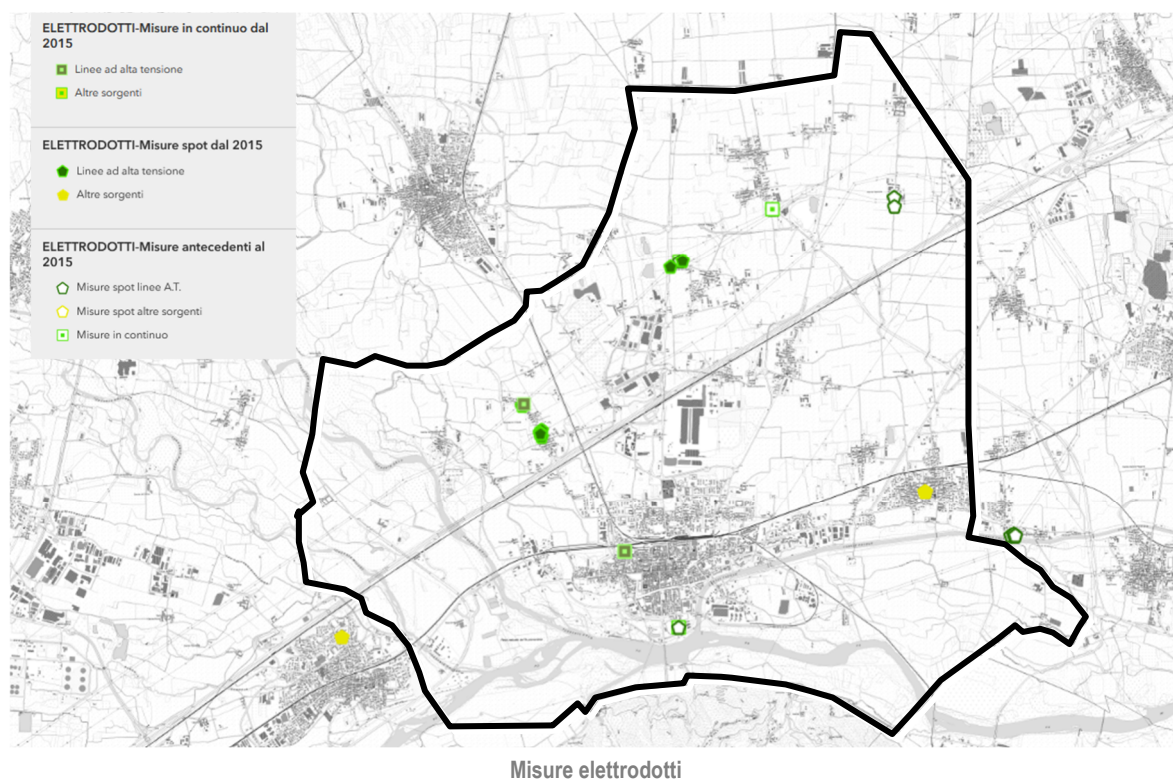 ELETTRODOTTI-Misure in continuo dal
2015
Linee ad alta tensione
Altre sorgenti
ELETTRODOTTI-Misure spot dal 2015
Linee ad alta tensione
Altre sorgenti
ELETTRODOTTI-Misure antecedenti al
2015
Misure spot linee A.T.
Misure spot altre sorgenti
Misure in continuo
Misure elettrodotti